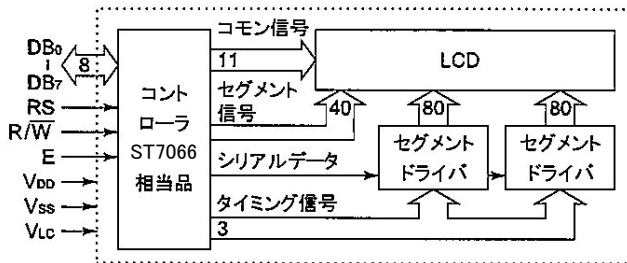 コモン信号
DB0
DB7
8
11
LCD
セグメント
信号
40
80
80
RS
R/W
E
コント
ローラ
ST7066
相当品
シリアルデータ
セグメント
ドライバ
セグメント
ドライバ
VDD
VSS
VLC
タイミング信号
3